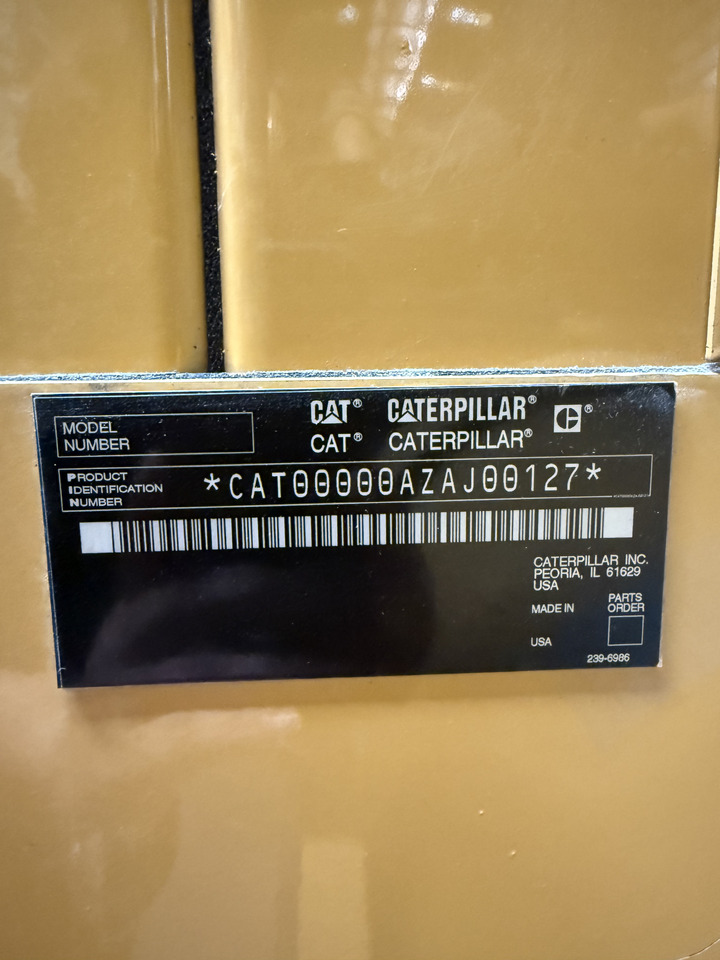 CAT® CATERPILLAR® C®
MODEL NUMBER
CAT® CATERPILLAR®
PRODUCT IDENTIFICATION NUMBER
*CAT00000AZAJ00127*
CATERPILLAR INC.
PEORIA, IL 61629
USA
MADE IN
PARTS ORDER
USA
239-6986